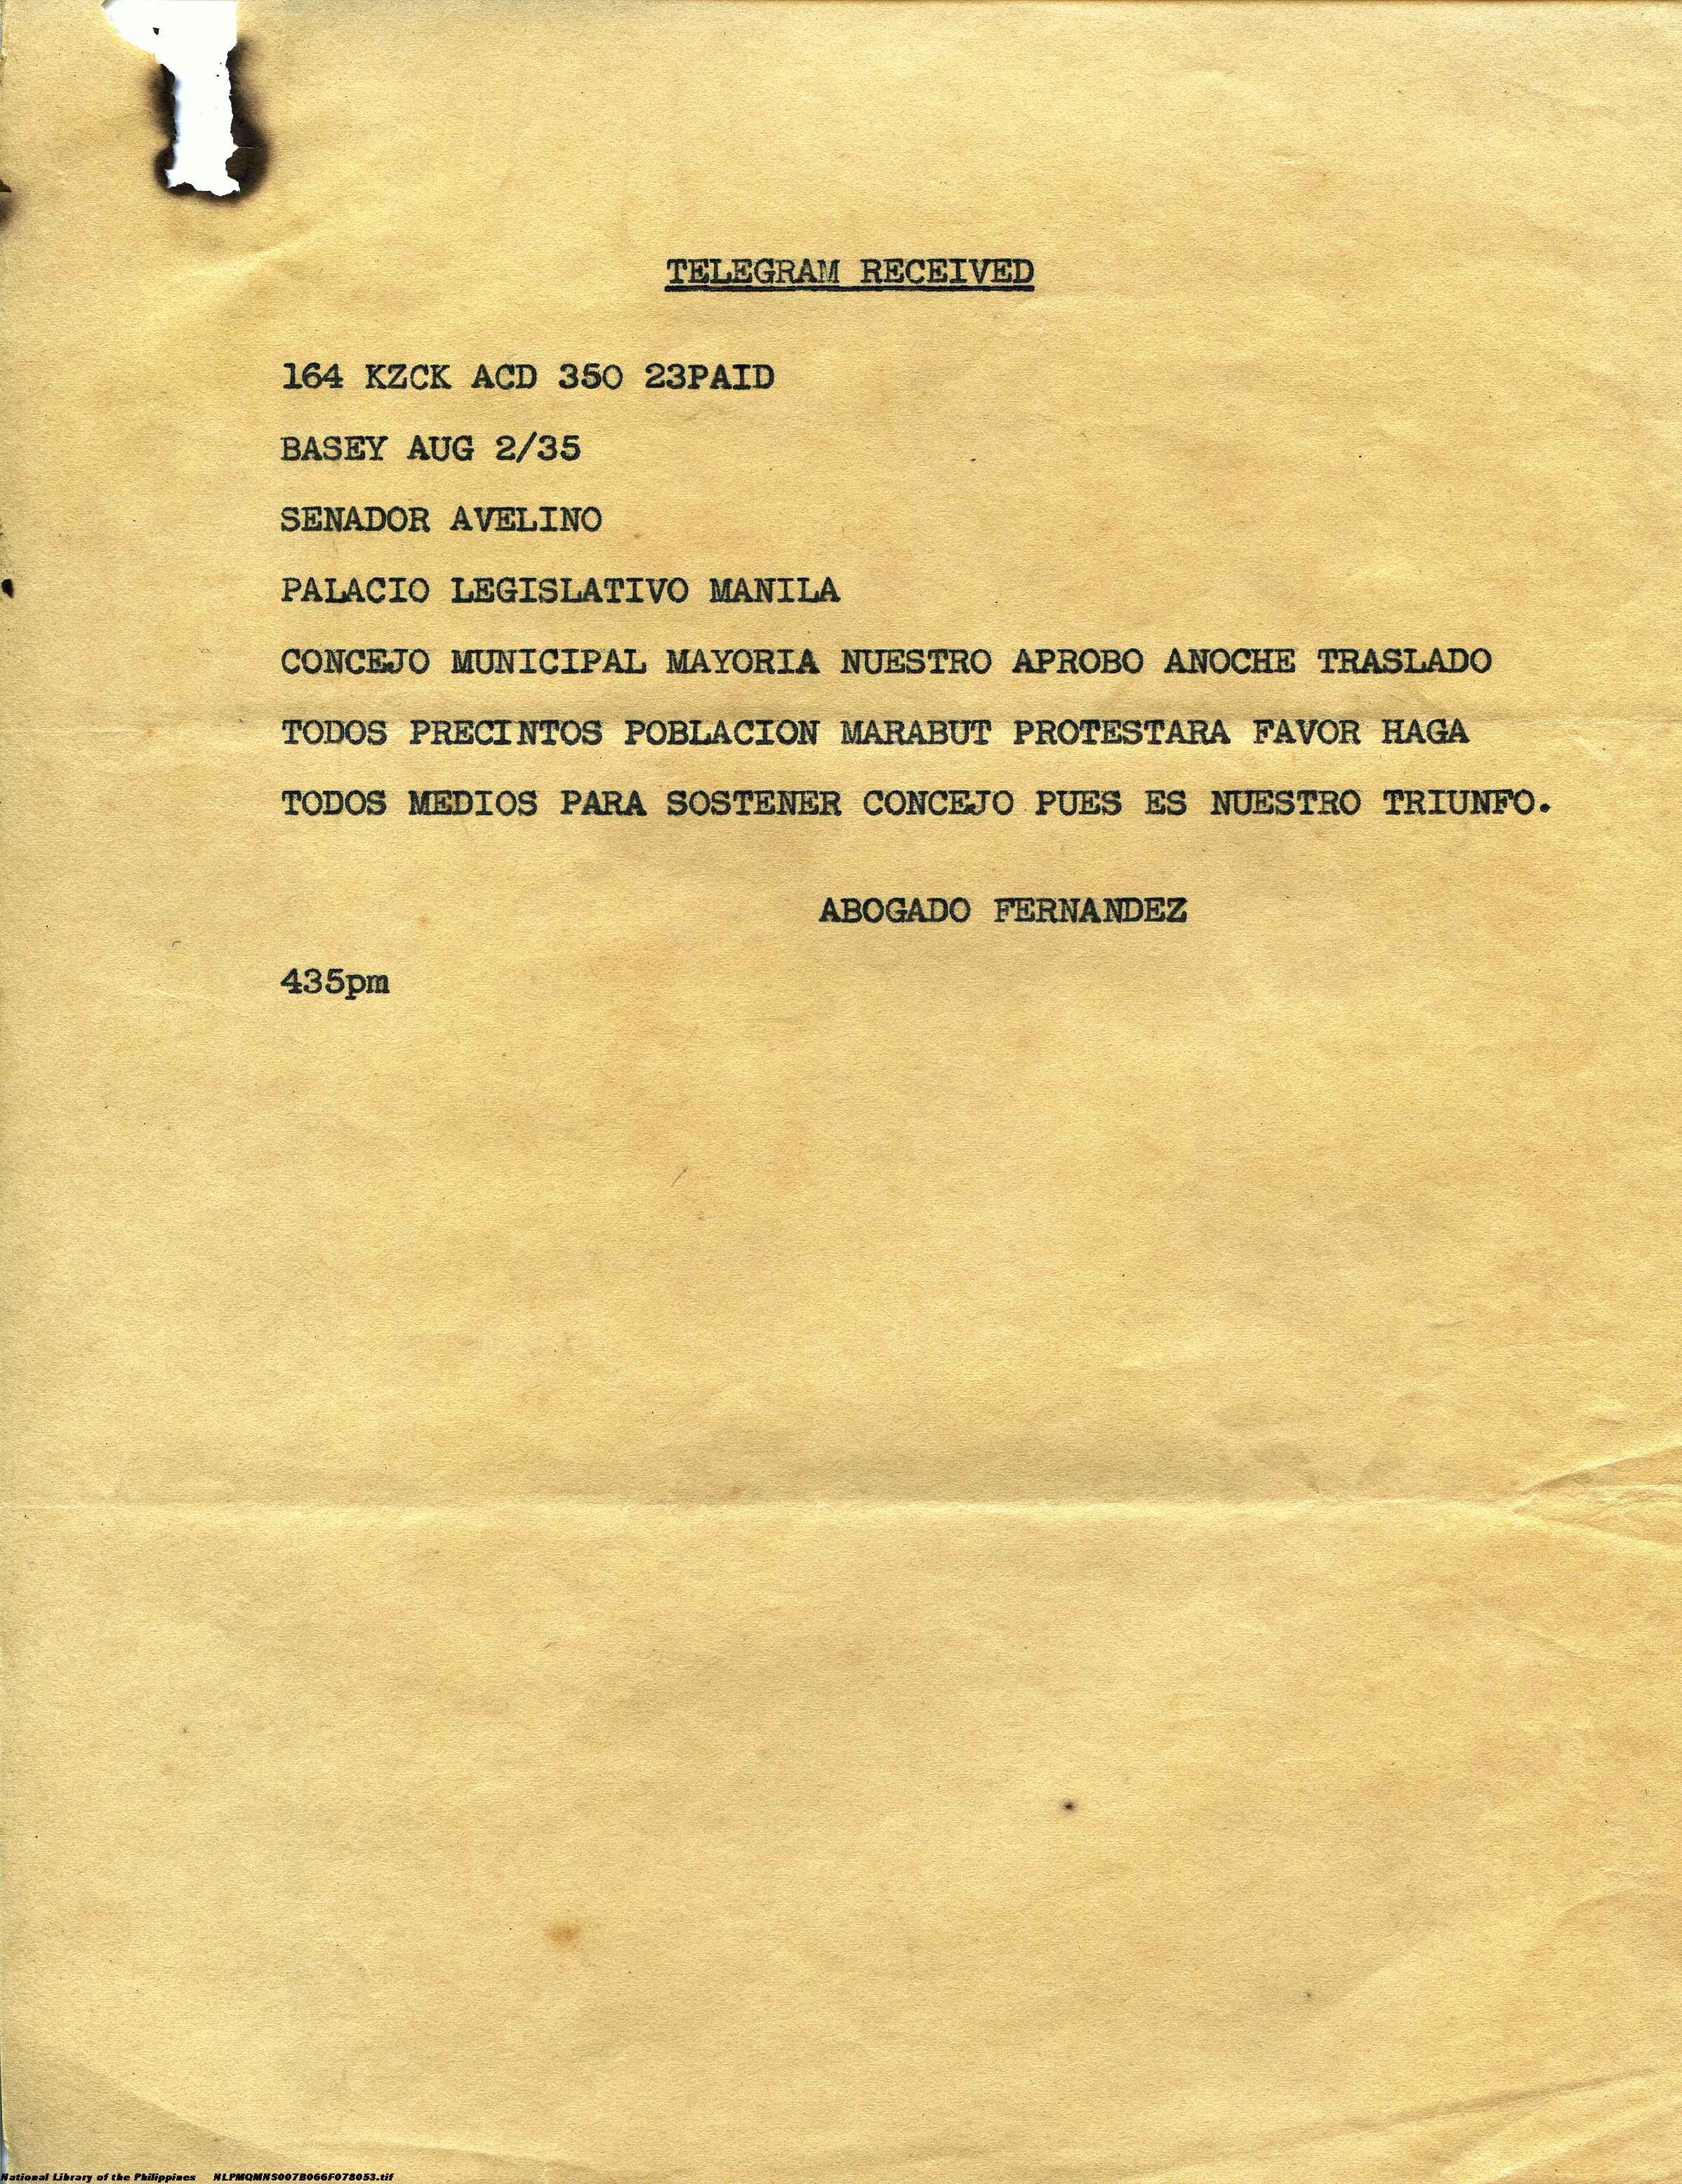 TELEGRAM RECEIVED
164 KZCK ACD 350 23PAID
BASEY AUG 2/35
SENADOR AVELINO
PALACIO LEGISLATIVO MANILA
CONCEJO MUNICIPAL MAYORIA NUESTRO APROBO ANOCHE TRASLADO
TODOS PRECINTOS POBLACION MARABUT PROTESTARA FAVOR HAGA
TODOS MEDIOS PARA SOSTENER CONCEJO PUES ES NUESTRO TRIUNFO.
ABOGADO FERNANDEZ
435pm
National Library of the Philippines NLPMQMNS007B066F078053.tif